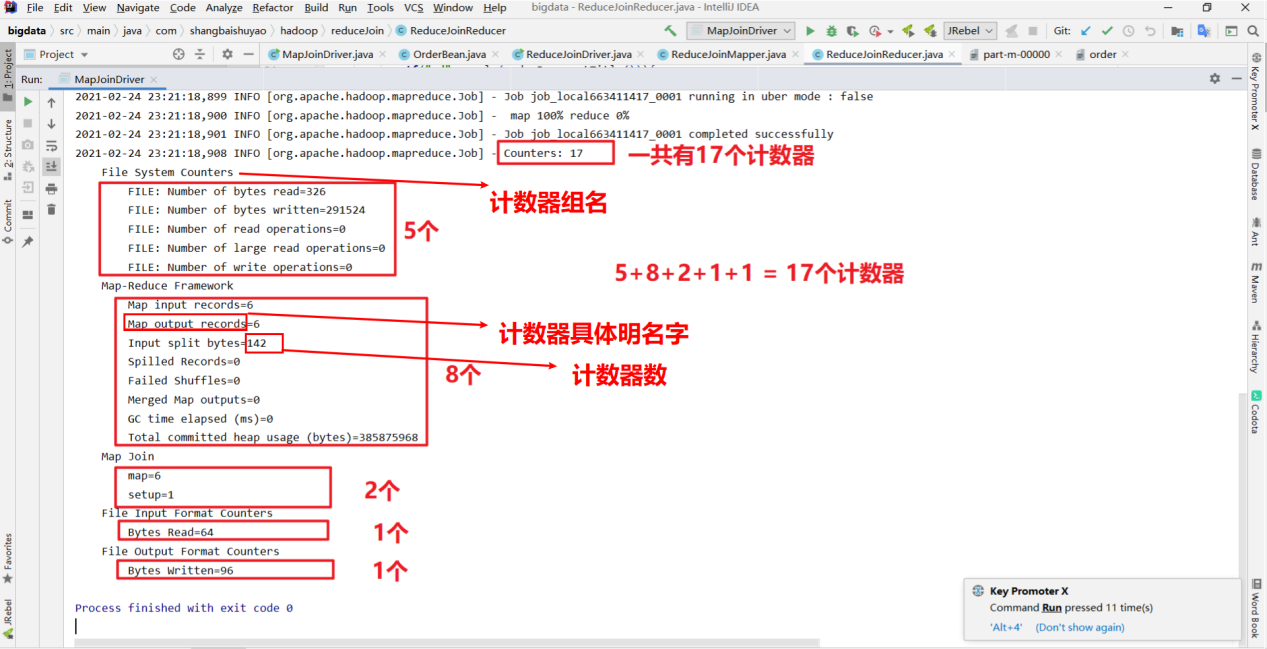 File Edit View Navigate Code Analyze Refactor Build Run Tools VCS Window Help bigdata - ReduceJoinReducer.java - IntelliJ IDEA
bigdata src main java com shangbaishuyao hadoop reduceJoin ReduceJoinReducer MapJoinDriver JRebel Git:
Project MapJoinDriver.java OrderBean.java ReduceJoinDriver.java ReduceJoinMapper.java ReduceJoinReducer.java part-m-00000 order
Run: MapJoinDriver
2021-02-24 23:21:18,899 INFO [org.apache.hadoop.mapreduce.Job] - Job job_local663411417_0001 running in uber mode : false
2021-02-24 23:21:18,900 INFO [org.apache.hadoop.mapreduce.Job] - map 100% reduce 0%
2021-02-24 23:21:18,901 INFO [org.apache.hadoop.mapreduce.Job] - Job job_local663411417_0001 completed successfully
2021-02-24 23:21:18,908 INFO [org.apache.hadoop.mapreduce.Job] - Counters: 17 一共有17个计数器
File System Counters
计数器组名
FILE: Number of bytes read=326
FILE: Number of bytes written=291524
FILE: Number of read operations=0
5个
FILE: Number of large read operations=0
FILE: Number of write operations=0
5+8+2+1+1 = 17个计数器
Map-Reduce Framework
Map input records=6
Map output records=6
计数器具体明名字
Input split bytes=142
计数器数
Spilled Records=0
Failed Shuffles=0
8个
Merged Map outputs=0
GC time elapsed (ms)=0
Total committed heap usage (bytes)=385875968
Map Join
map=6
setup=1
2个
File Input Format Counters
Bytes Read=64
1个
File Output Format Counters
Bytes Written=96
1个
Process finished with exit code 0
Key Promoter X
Command Run pressed 11 time(s)
'Alt+4' (Don't show again)
1: Project
2: Structure
Commit
Favorites
JRebel
Key Promoter X
Database
Ant
Maven
Hierarchy
Codota
Word Book